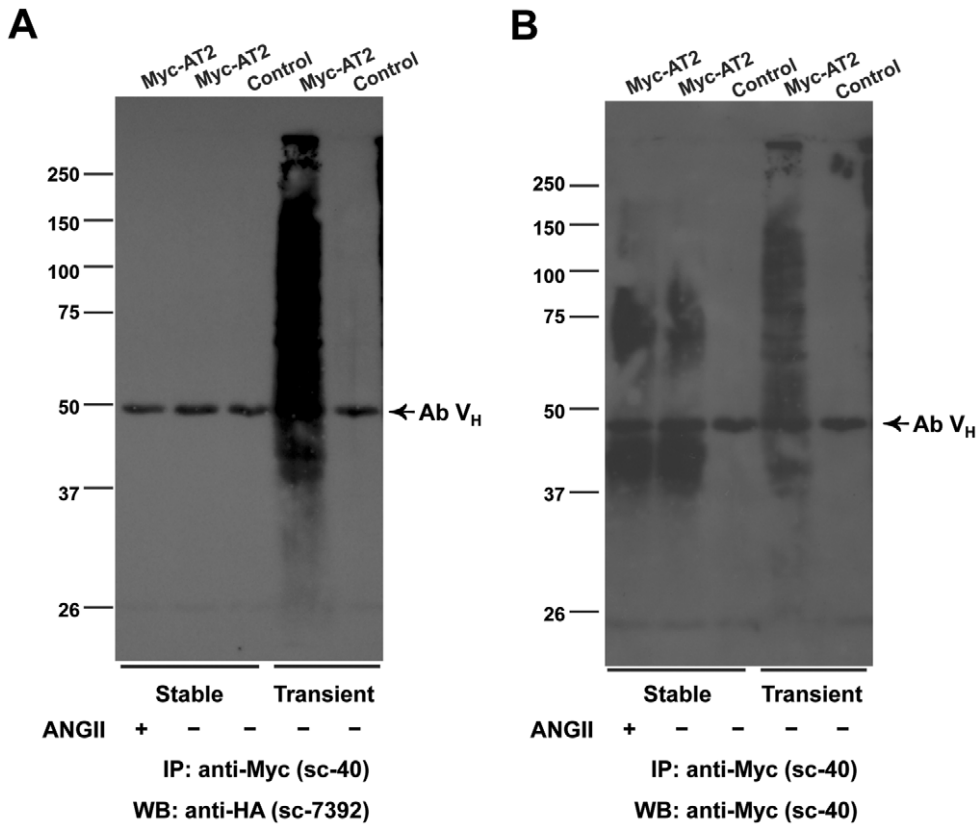 A
Myc-AT2 Myc-AT2 Control Myc-AT2 Control
250
150
100
75
50
37
26
Ab VH
Stable Transient
ANGII + - - - -
IP: anti-Myc (sc-40)
WB: anti-HA (sc-7392)
B
Myc-AT2 Myc-AT2 Control Myc-AT2 Control
250
150
100
75
50
37
26
Ab VH
Stable Transient
ANGII + - - - -
IP: anti-Myc (sc-40)
WB: anti-Myc (sc-40)